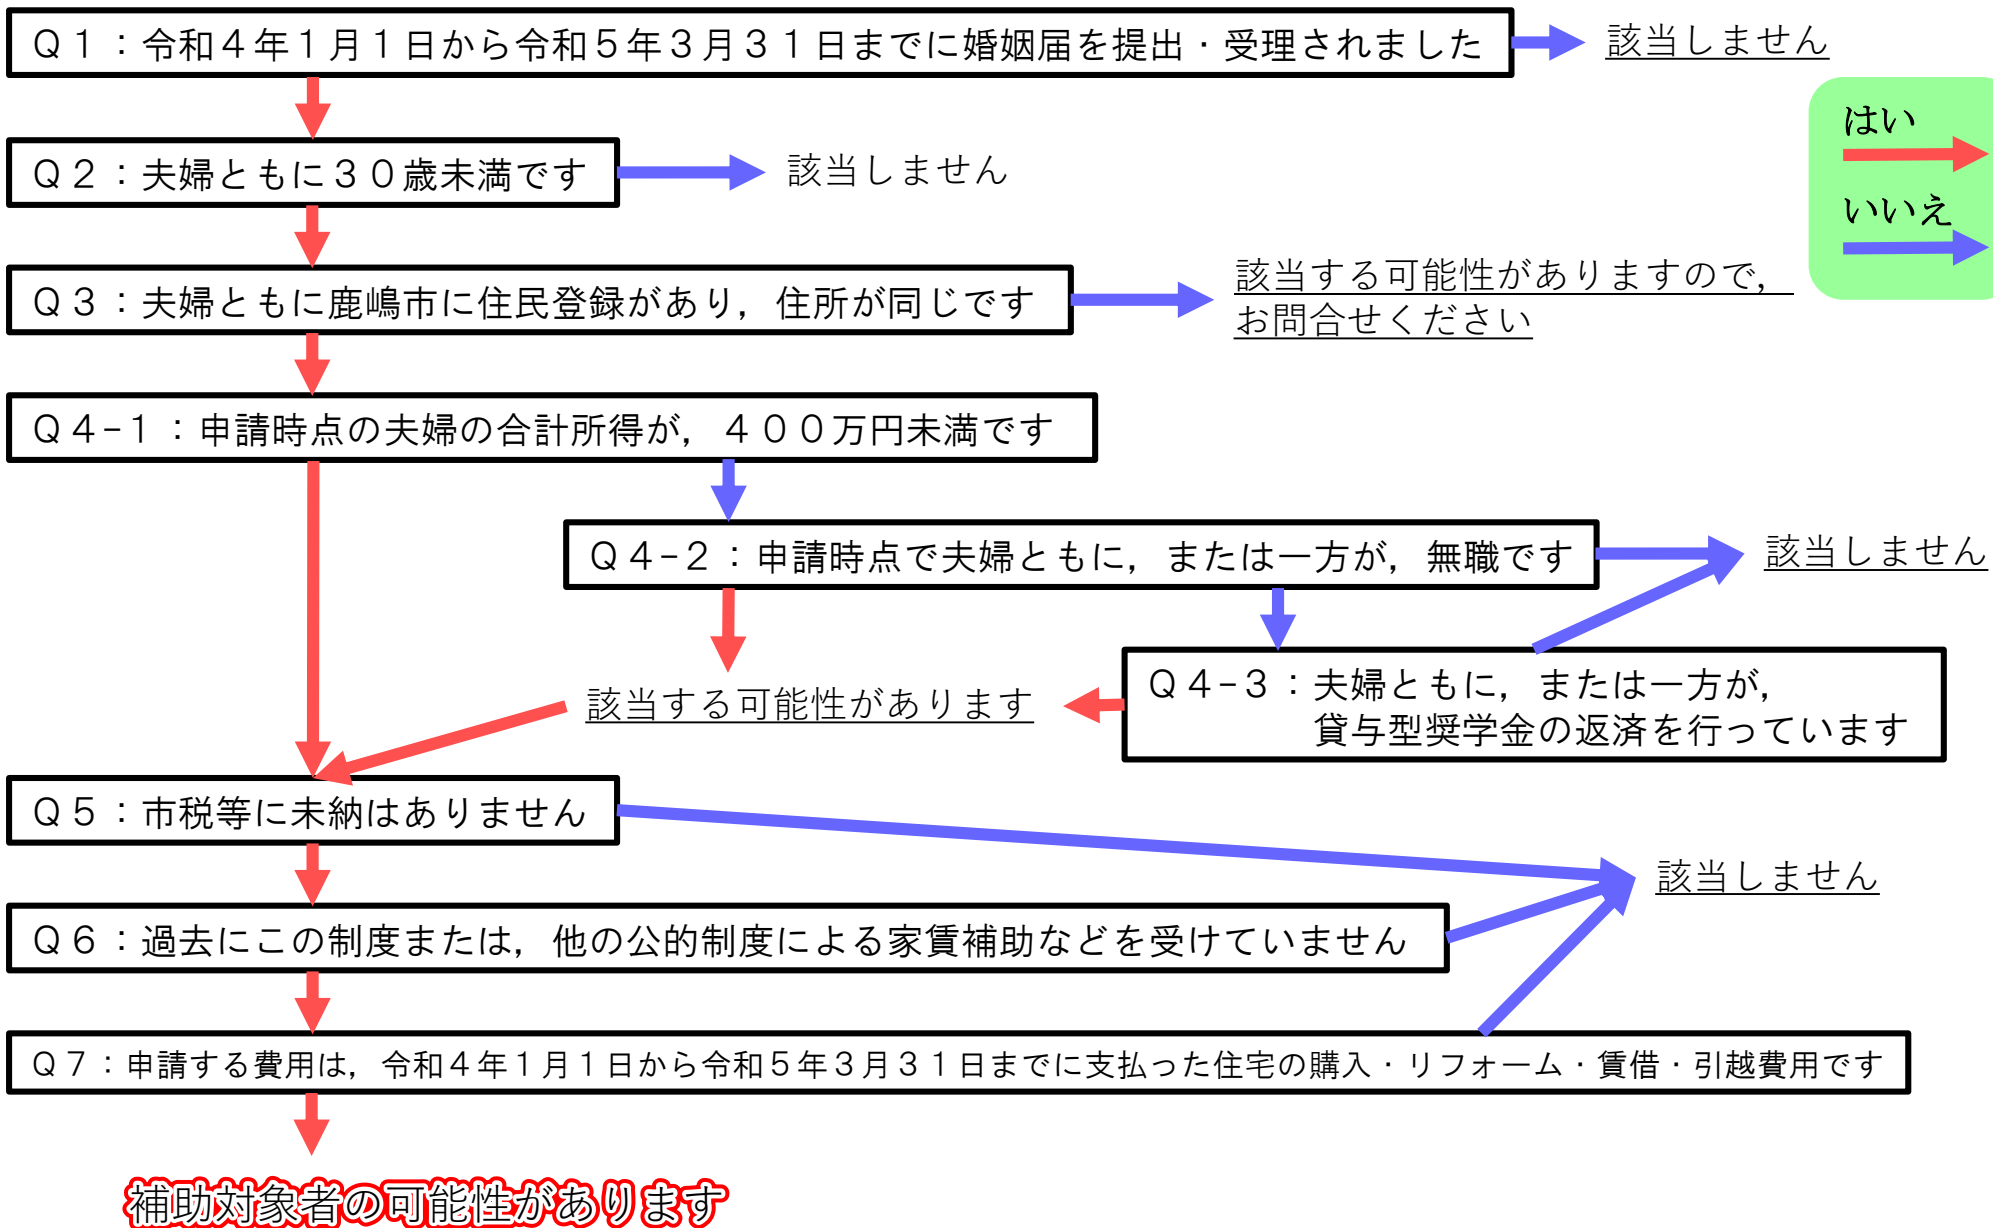 Q１：令和４年１月１日から令和５年３月３１日までに婚姻届を提出・受理されました
該当しません
はい
いいえ
Q２：夫婦ともに３０歳未満です
該当しません
Q３：夫婦ともに鹿嶋市に住民登録があり，住所が同じです
該当する可能性がありますので，
お問合せください
Q４−１：申請時点の夫婦の合計所得が，４００万円未満です
Q４−２：申請時点で夫婦ともに，または一方が，無職です
該当しません
Q４−３：夫婦ともに，または一方が，
貸与型奨学金の返済を行っています
該当する可能性があります
Q５：市税等に未納はありません
該当しません
Q６：過去にこの制度または，他の公的制度による家賃補助などを受けていません
Q７：申請する費用は，令和４年１月１日から令和５年３月３１日までに支払った住宅の購入・リフォーム・賃借・引越費用です
補助対象者の可能性があります